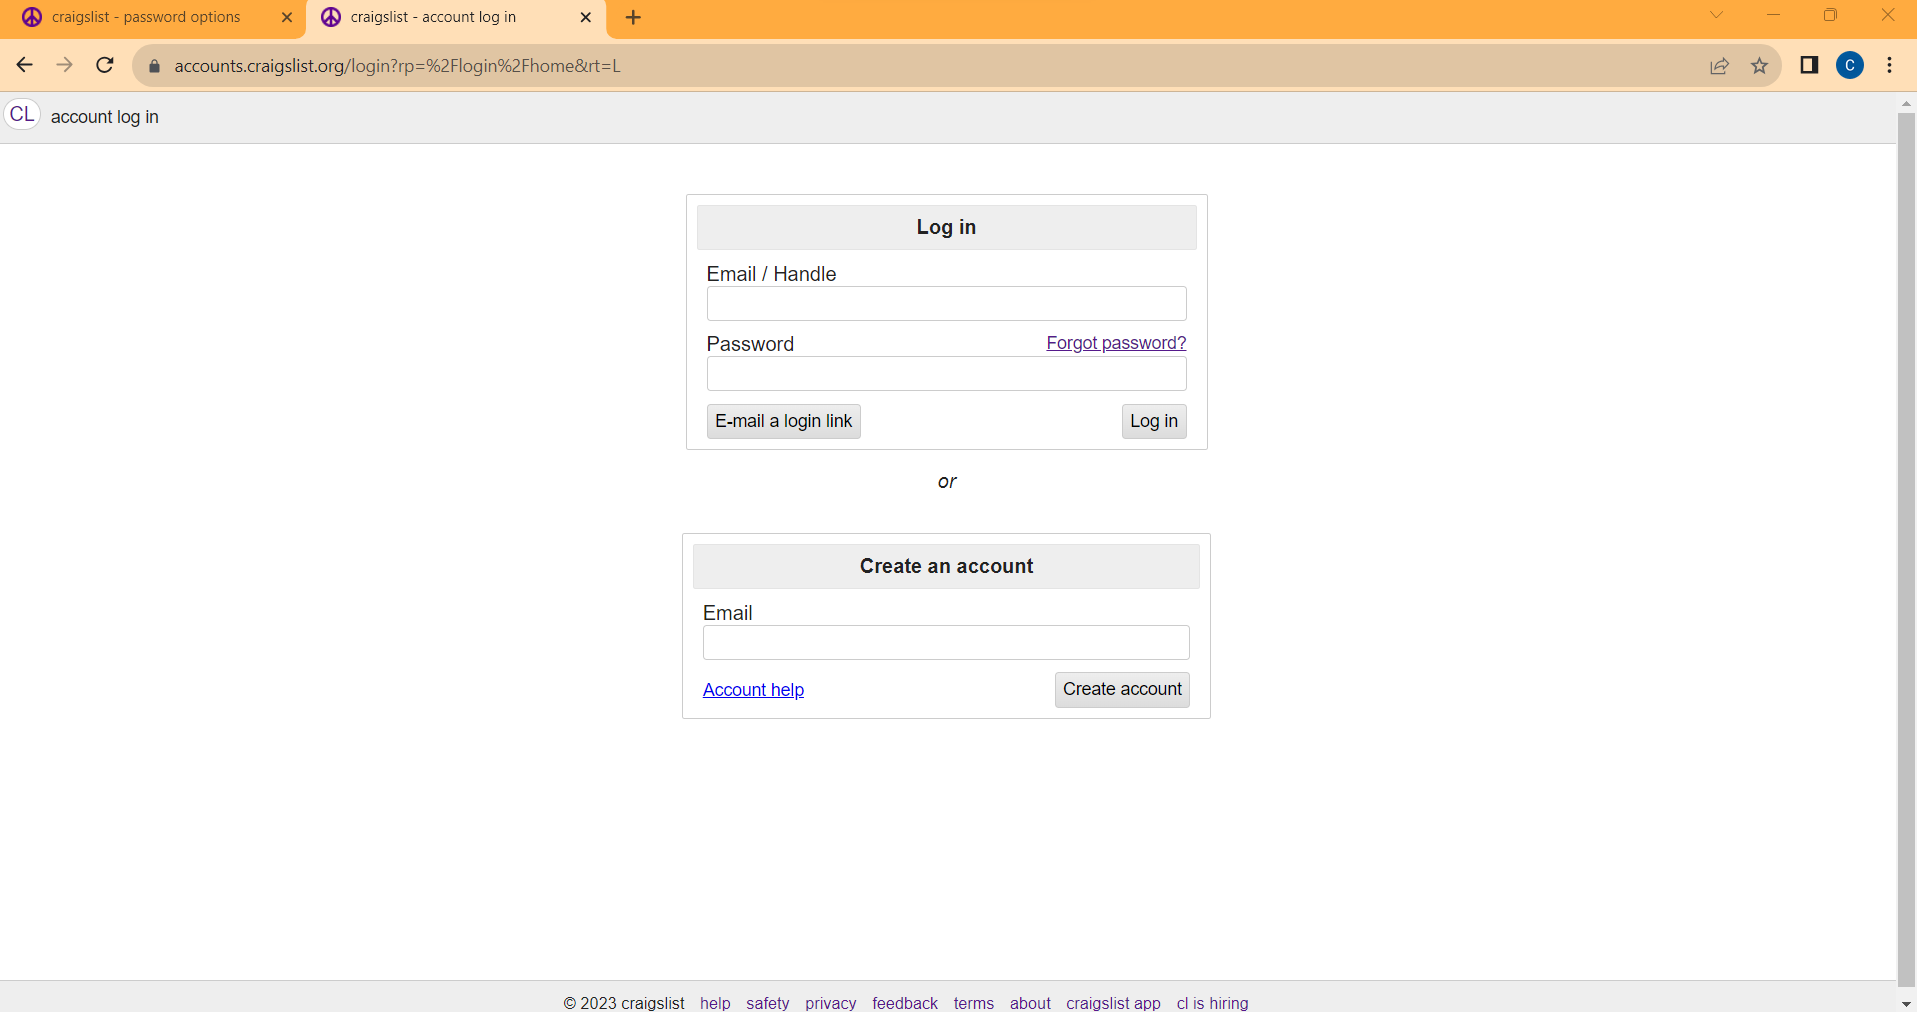 craigslist - password options
craigslist - account log in
accounts.craigslist.org/login?rp=%2Flogin%2Fhome&rt=L
C
CL account log in
Log in
Email / Handle
Password Forgot password?
E-mail a login link Log in
or
Create an account
Email
Account help Create account
© 2023 craigslist help safety privacy feedback terms about craigslist app cl is hiring